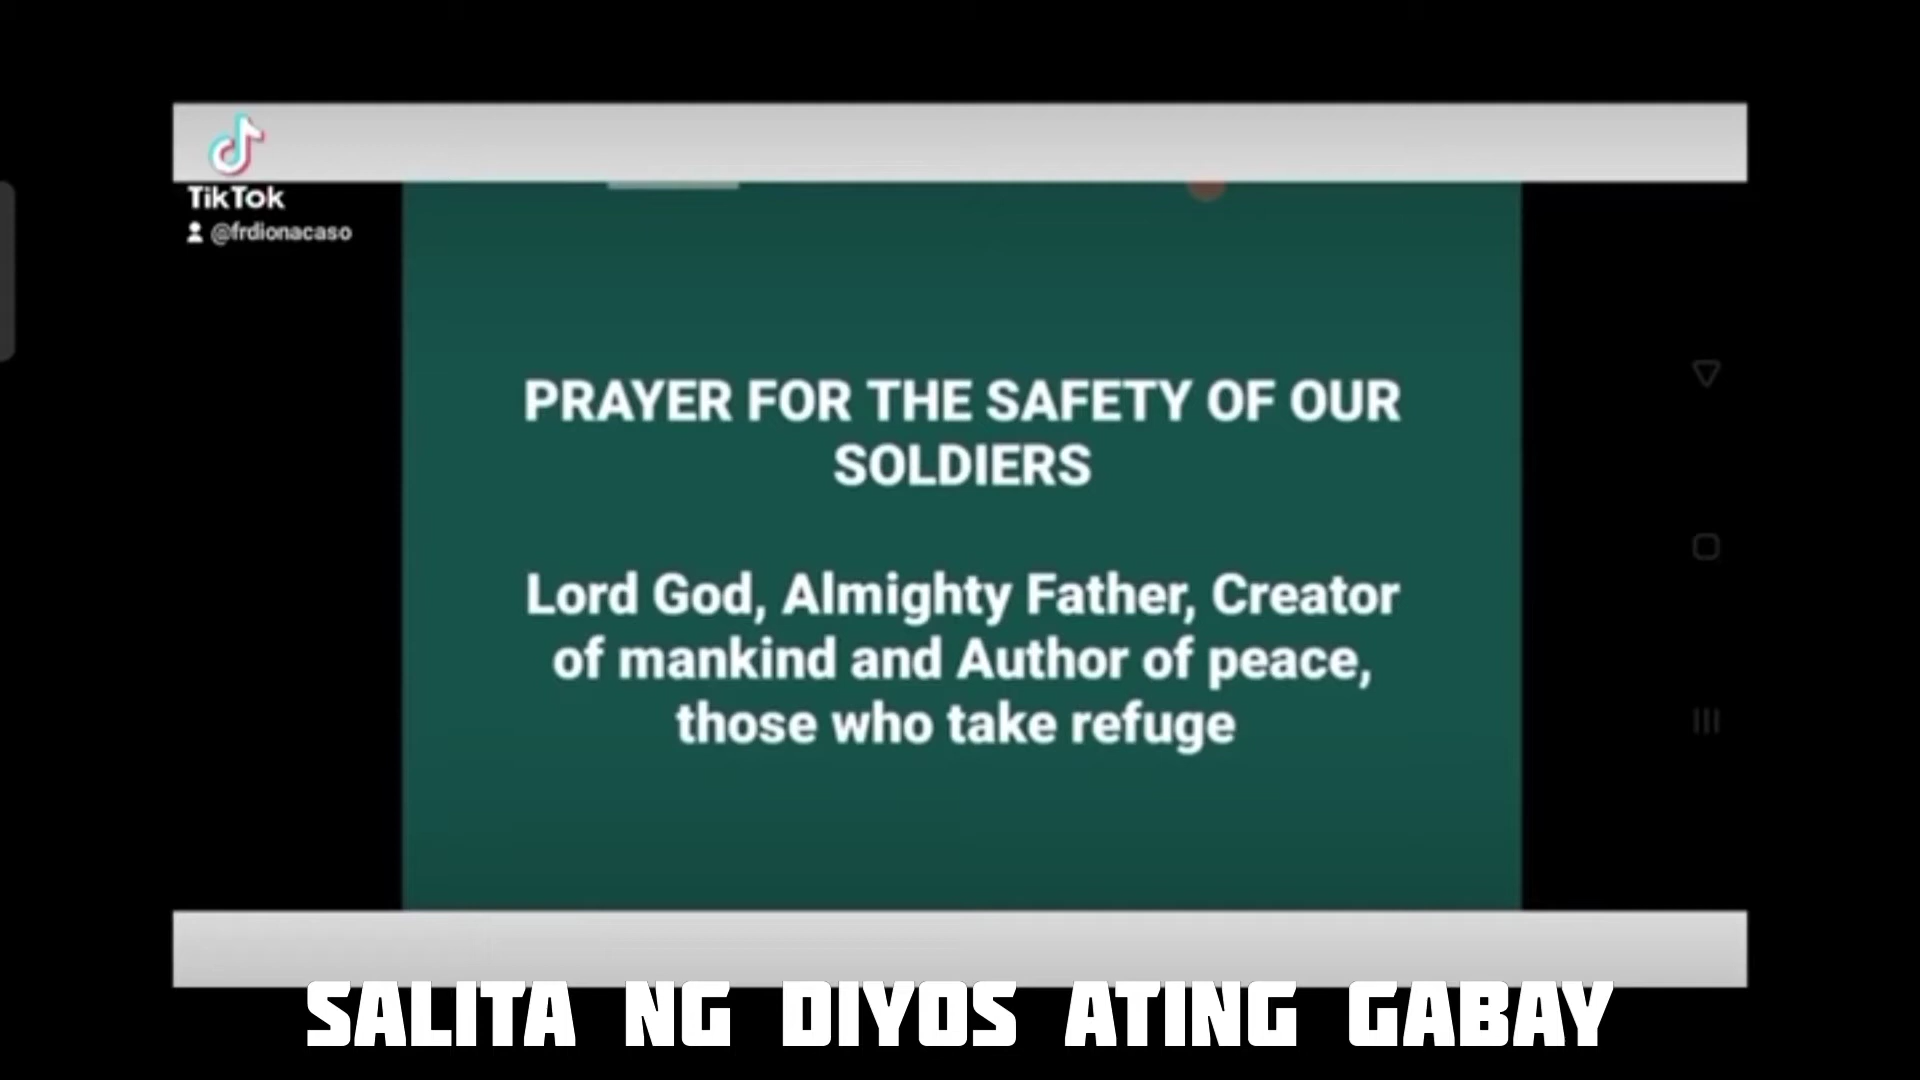 TikTok
@frdionacaso
PRAYER FOR THE SAFETY OF OUR
SOLDIERS
Lord God, Almighty Father, Creator
of mankind and Author of peace,
those who take refuge
SALITA NG DIYOS ATING GABAY